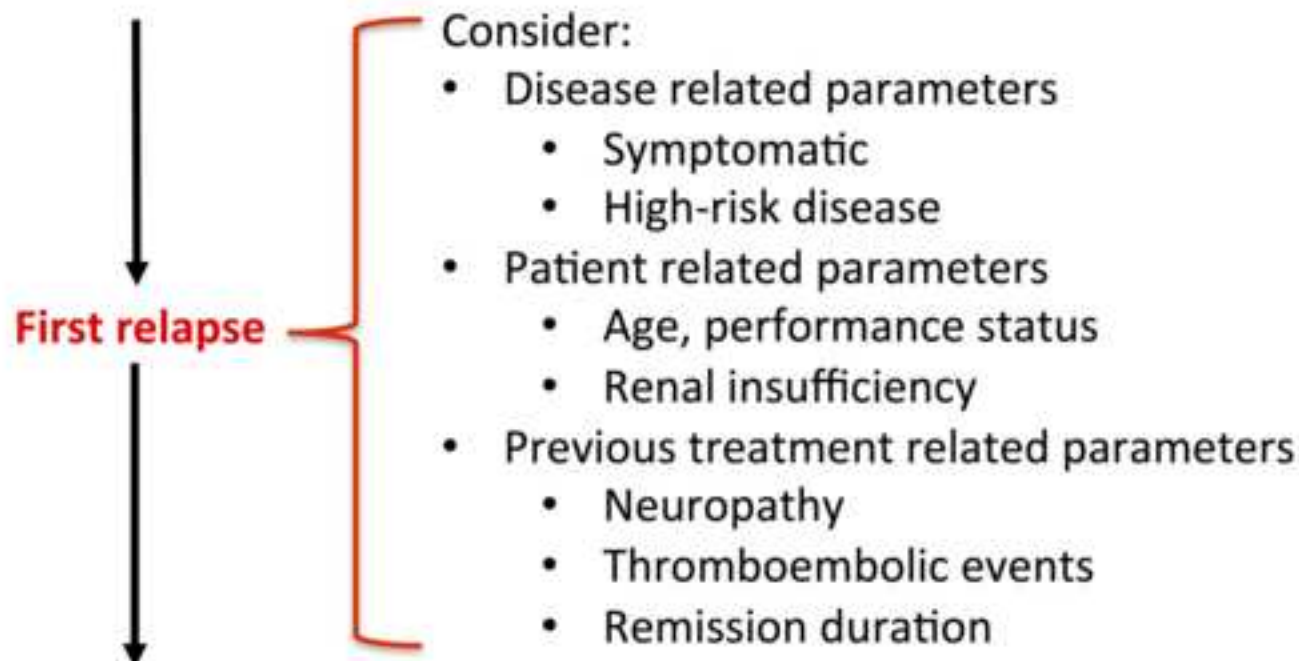 Consider:
• Disease related parameters
• Symptomatic
• High-risk disease
• Patient related parameters
First relapse
• Age, performance status
• Renal insufficiency
• Previous treatment related parameters
• Neuropathy
• Thromboembolic events
• Remission duration